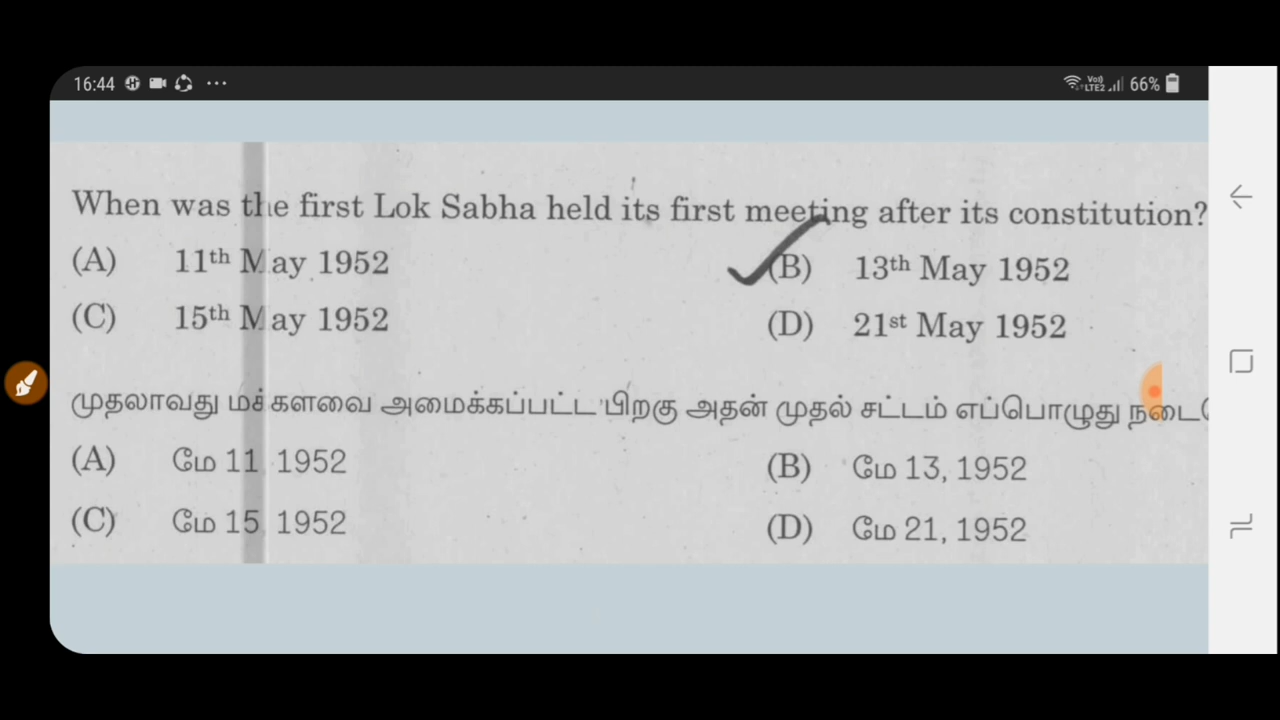 16:44 Vo) LTE2 66%
When was the first Lok Sabha held its first meeting after its constitution?
(A) 11th May 1952 (B) 13th May 1952
(C) 15th May 1952 (D) 21st May 1952
முதலாவது மக்களவை அமைக்கப்பட்ட பிறகு அதன் முதல் சட்டம் எப்பொழுது
(A) மே 11 1952 (B) மே 13, 1952
(C) மே 15 1952 (D) மே 21, 1952